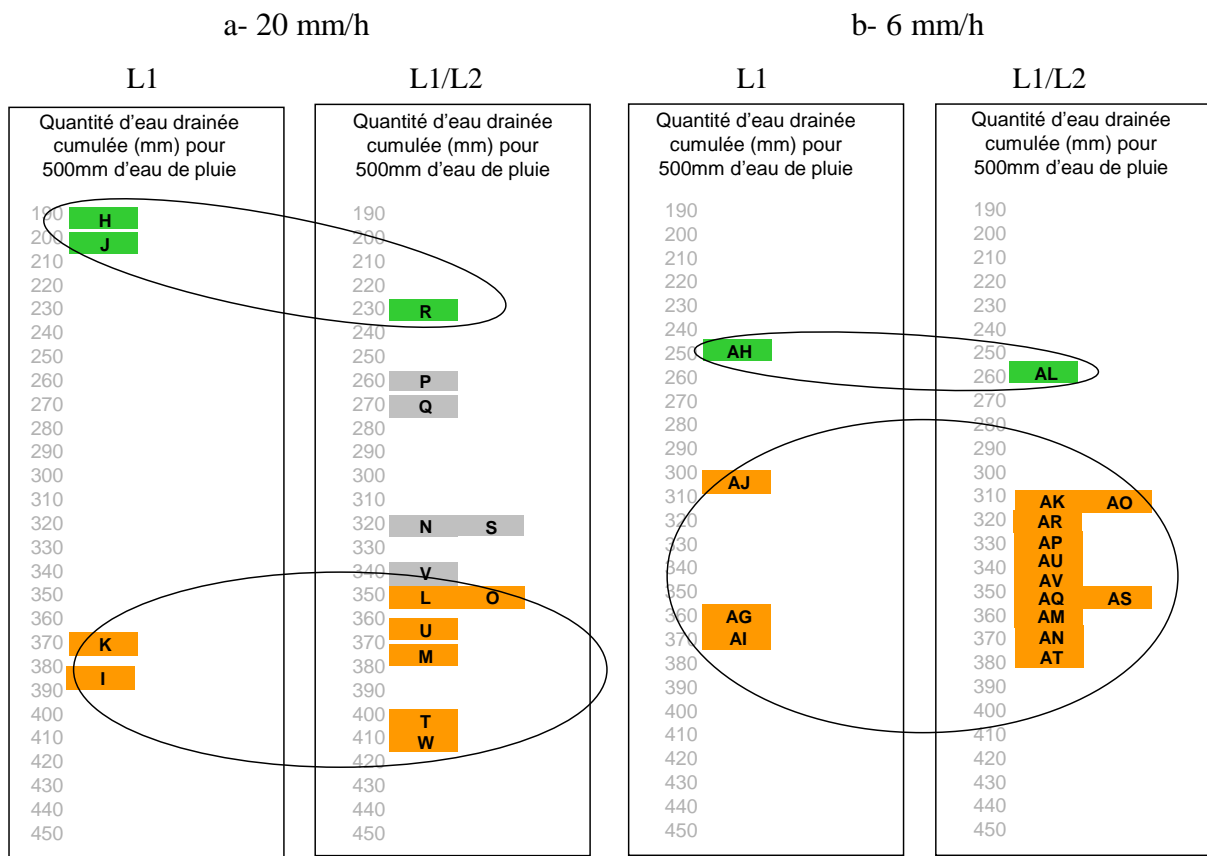 a- 20 mm/h
b- 6 mm/h
L1
L1/L2
L1
L1/L2
Quantité d'eau drainée
cumulée (mm) pour
500mm d'eau de pluie
190
H
200
J
210
220
230
240
250
260
270
280
290
300
310
320
330
340
350
360
370
K
380
I
390
400
410
420
430
440
450
Quantité d'eau drainée
cumulée (mm) pour
500mm d'eau de pluie
190
200
210
220
230 R
240
250
260 P
270 Q
280
290
300
310
320 N S
330
340 V
350 L O
360
U
370
M
380
390
400
T
410 W
420
430
440
450
Quantité d'eau drainée
cumulée (mm) pour
500mm d'eau de pluie
190
200
210
220
230
240
250 AH
260
270
280
290
300
AJ
310
320
330
340
350
360 AG
370 AI
380
390
400
410
420
430
440
450
Quantité d'eau drainée
cumulée (mm) pour
500mm d'eau de pluie
190
200
210
220
230
240
250
260 AL
270
280
290
300
310 AK AO
320 AR
330 AP
340 AU
AV
350 AQ AS
360 AM
370 AN
380 AT
390
400
410
420
430
440
450